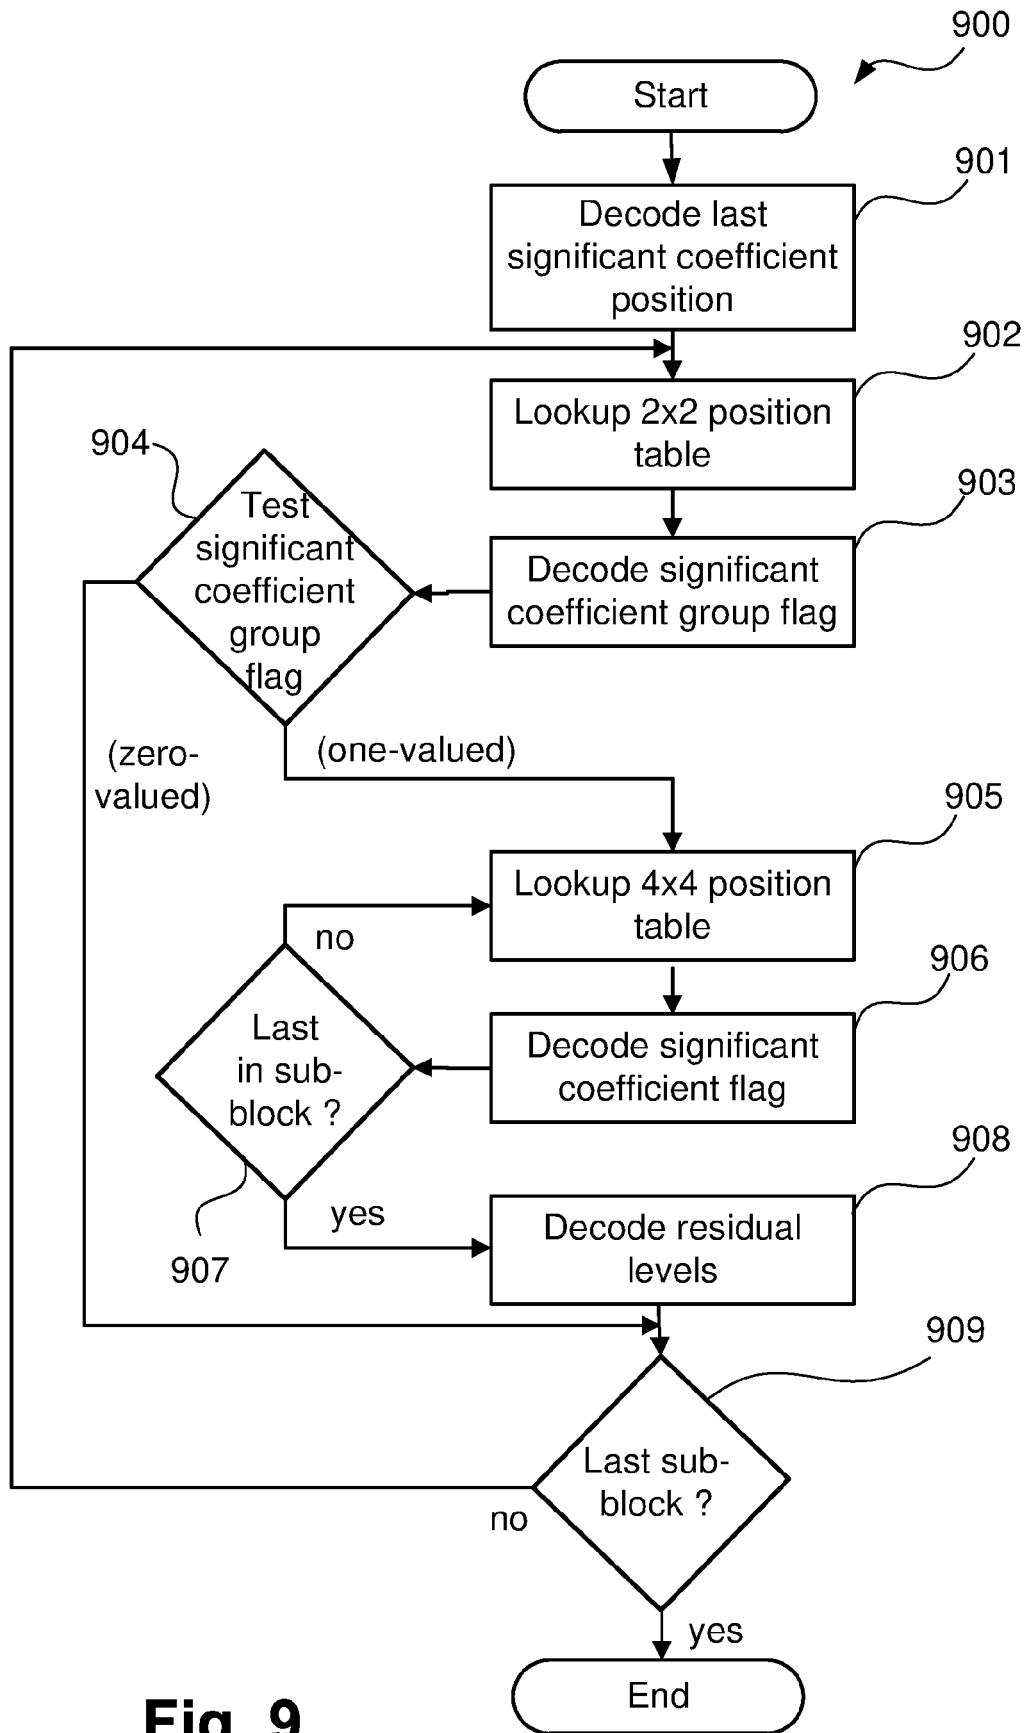 900
Start
901
Decode last
significant coefficient
position
902
Lookup 2x2 position
table
904
903
Test
significant
coefficient
group
flag
Decode significant
coefficient group flag
(zero-
valued)
(one-valued)
905
Lookup 4x4 position
table
no
906
Last
in sub-
block ?
Decode significant
coefficient flag
908
yes
Decode residual
levels
907
909
Last sub-
block ?
no
yes
End
Fig. 9